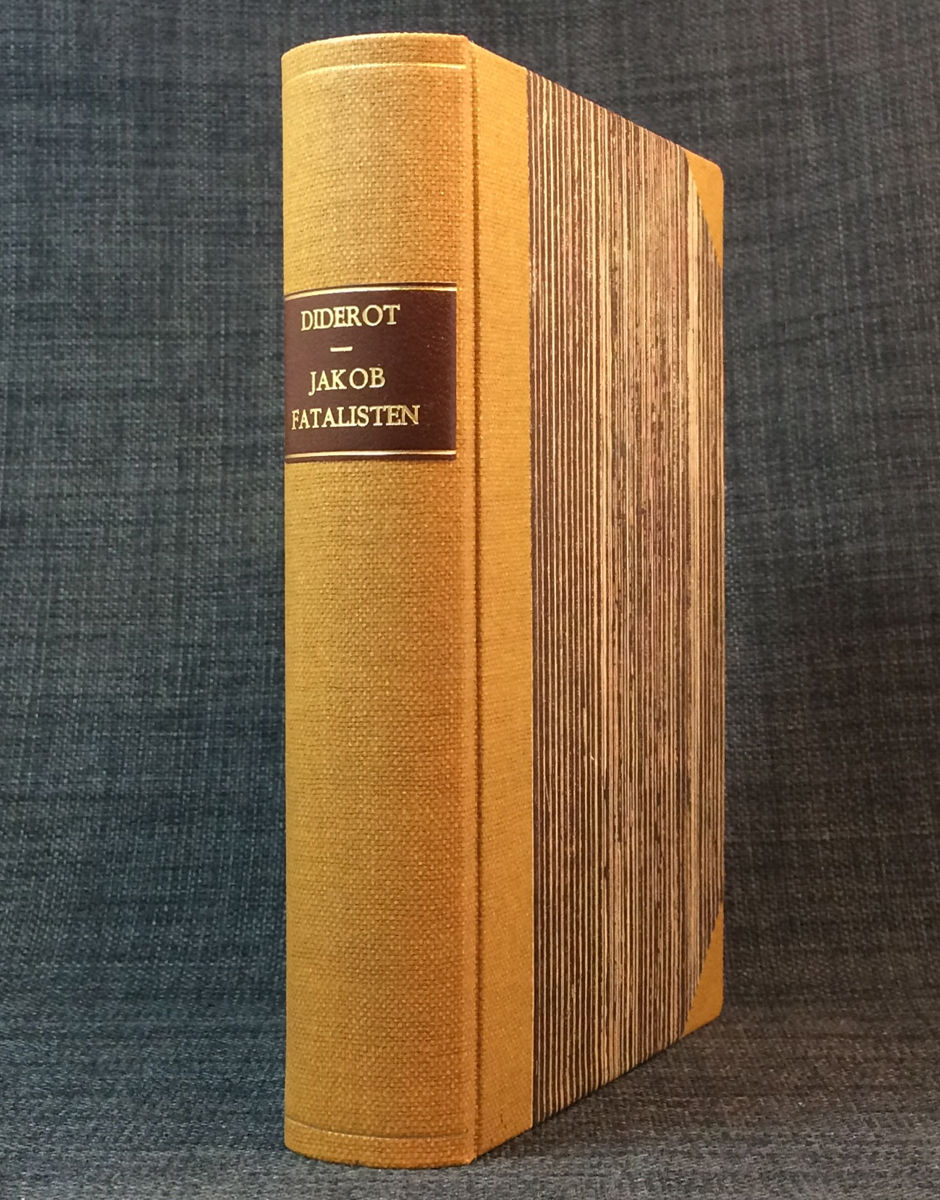 DIDEROT
—
JAKOB
FATALISTEN